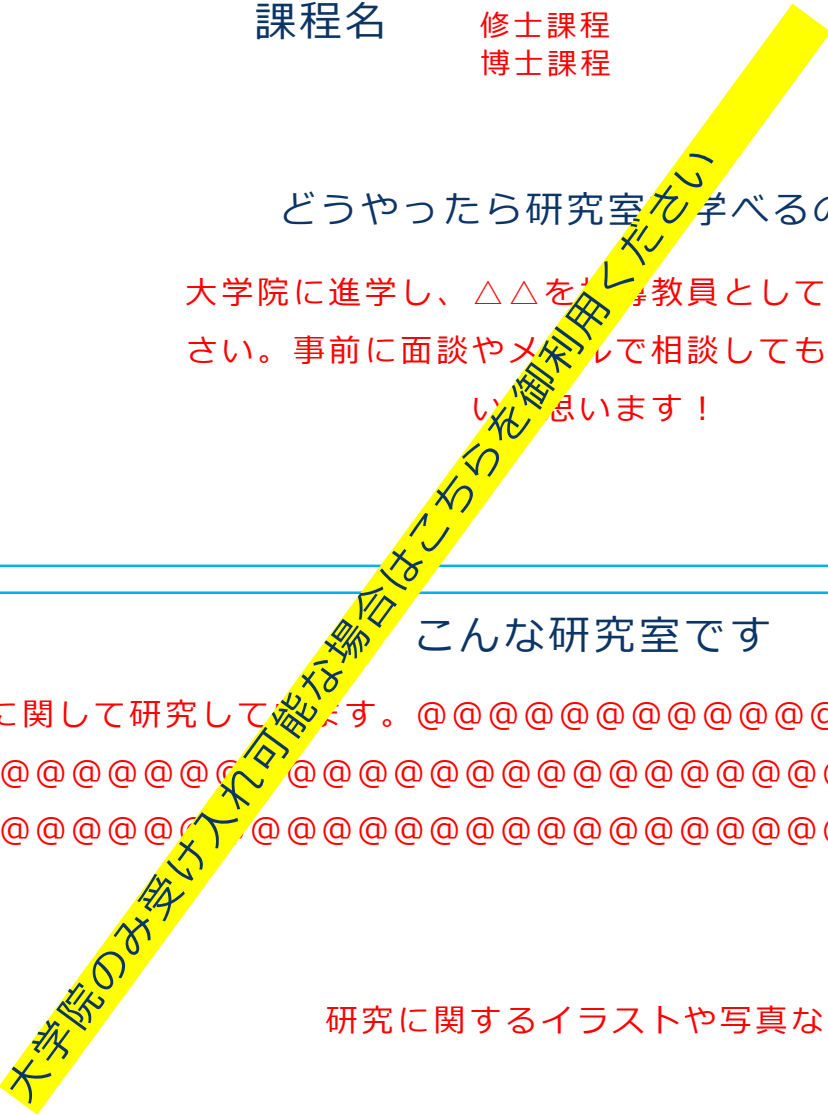 課程名
修士課程
博士課程
どうやったら研究室 学べるの
大学院に進学し、△△を 教員として
さい。事前に面談やメ ルで相談しても
い 思います！
こんな研究室です
に関して研究して ます。@@@@@@@@@@@@
@@@@@@@ @@@@@@@@@@@@@@@@
@@@@@@ @@@@@@@@@@@@@@@@@
研究に関するイラストや写真な
大学院のみ受け入れ可能な場合はこちらを御利用ください